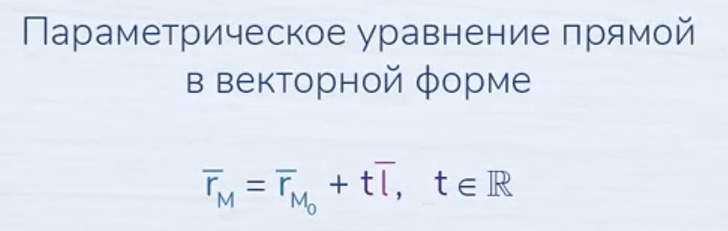 Параметрическое уравнение прямой
в векторной форме
r̅_M = r̅_M₀ + t l̅, t ∈ ℝ